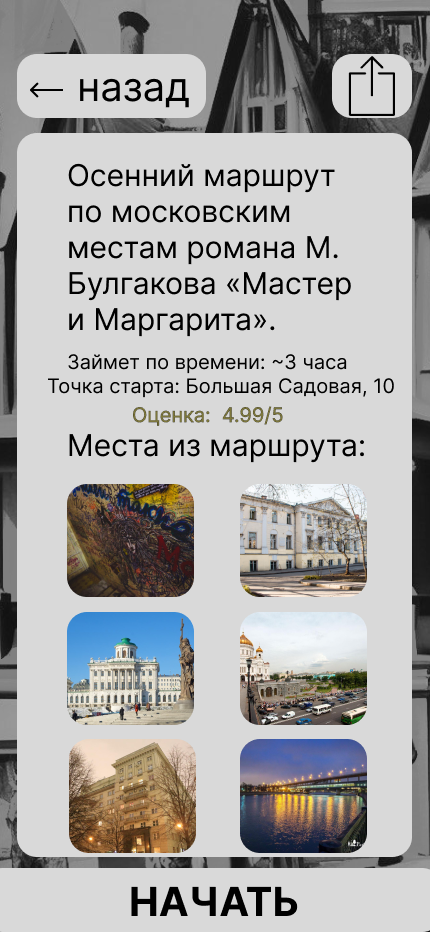 ← назад
Осенний маршрут
по московским
местам романа М.
Булгакова «Мастер
и Маргарита».
Займет по времени: ~3 часа
Точка старта: Большая Садовая, 10
Оценка: 4.99/5
Места из маршрута:
НАЧАТЬ